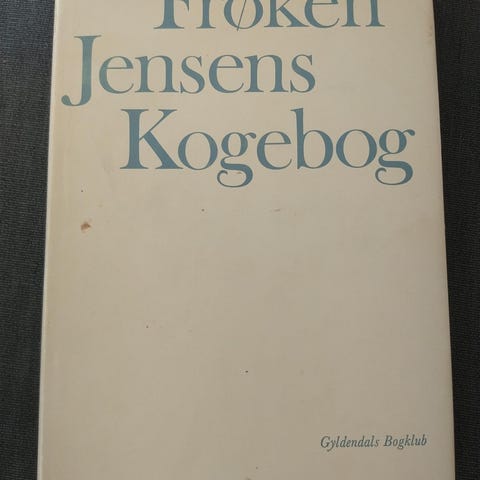 Frøken
Jensens
Kogebog
Gyldendals Bogklub